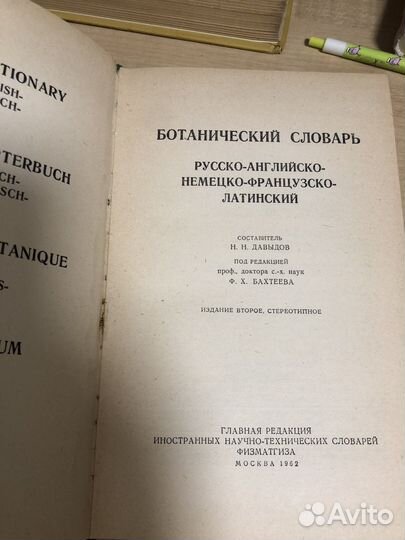 TIONARY
ISH-
CH-
TERBUCH
CH-
SCH-
TANIQUE
S-
UM
БОТАНИЧЕСКИЙ СЛОВАРЬ
РУССКО-АНГЛИЙСКО-
НЕМЕЦКО-ФРАНЦУЗСКО-
ЛАТИНСКИЙ
СОСТАВИТЕЛЬ
Н. Н. ДАВЫДОВ
ПОД РЕДАКЦИЕЙ
проф., доктора с.-х. наук
Ф. Х. БАХТЕЕВА
ИЗДАНИЕ ВТОРОЕ, СТЕРЕОТИПНОЕ
ГЛАВНАЯ РЕДАКЦИЯ
ИНОСТРАННЫХ НАУЧНО-ТЕХНИЧЕСКИХ СЛОВАРЕЙ
ФИЗМАТГИЗА
МОСКВА 1962
Avito